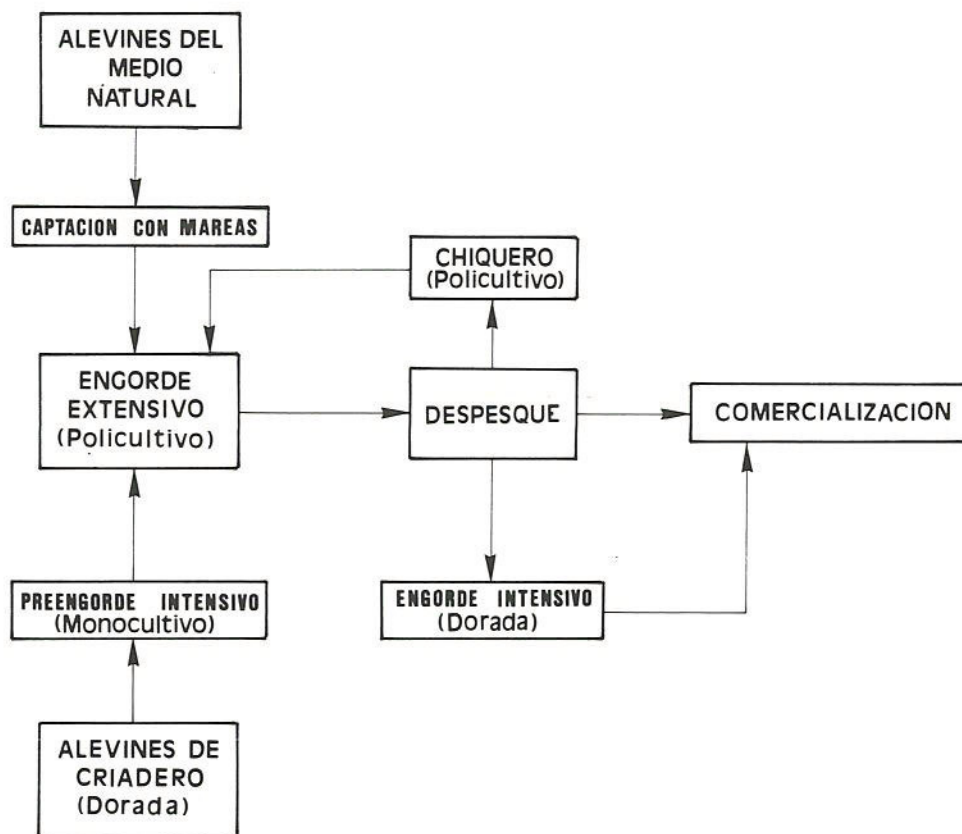 ALEVINES DEL
MEDIO
NATURAL
CAPTACION CON MAREAS
CHIQUERO
(Policultivo)
ENGORDE
EXTENSIVO
(Policultivo)
DESPESQUE
COMERCIALIZACION
PREENGORDE INTENSIVO
(Monocultivo)
ENGORDE INTENSIVO
(Dorada)
ALEVINES DE
CRIADERO
(Dorada)